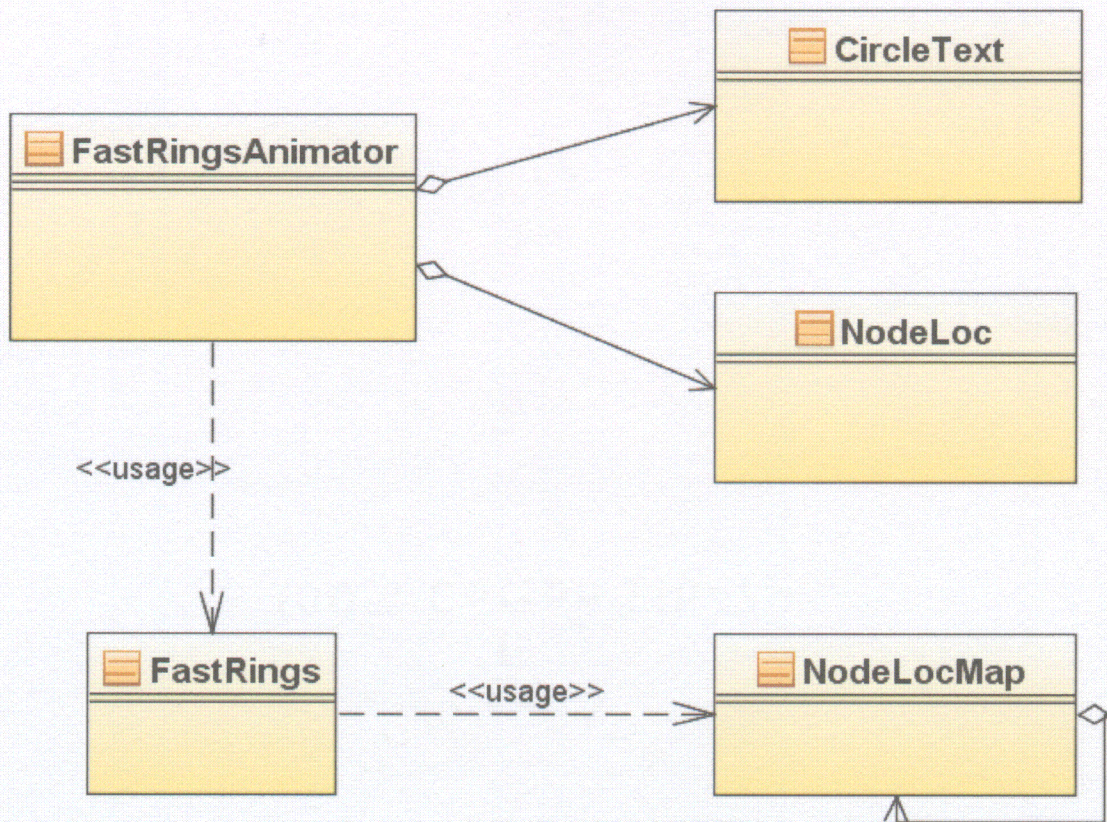 CircleText
FastRingsAnimator
NodeLoc
<<usage>>
FastRings
<<usage>>
NodeLocMap